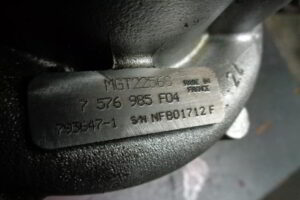 MGT2256S MADE IN FRANCE
7 576 985 F04
793647-1 S/N NFB01712F